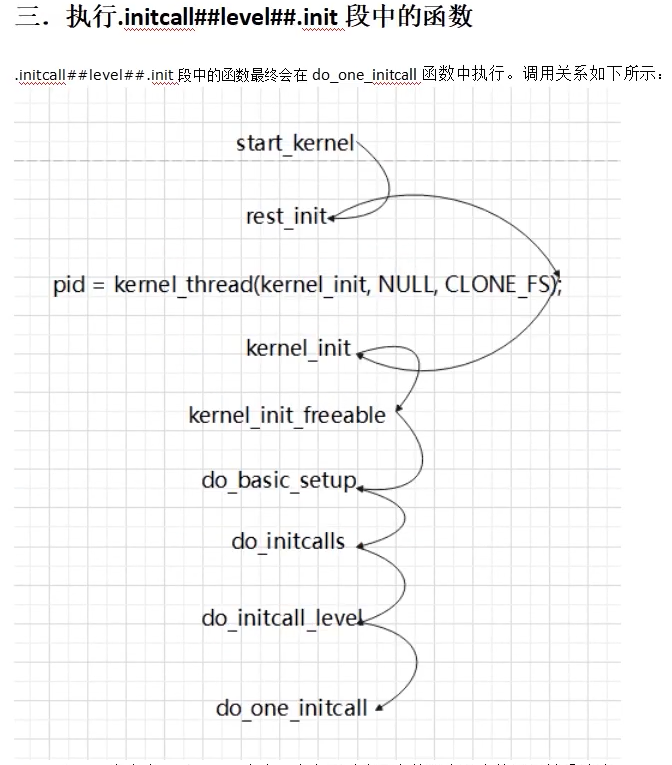 三．执行.initcall##level##.init 段中的函数
.initcall##level##.init 段中的函数最终会在 do_one_initcall 函数中执行。调用关系如下所示：
start_kernel
rest_init
pid = kernel_thread(kernel_init, NULL, CLONE_FS);
kernel_init
kernel_init_freeable
do_basic_setup
do_initcalls
do_initcall_level
do_one_initcall